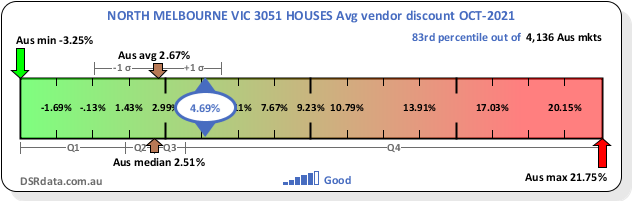 NORTH MELBOURNE VIC 3051 HOUSES Avg vendor discount OCT-2021
Aus min -3.25%
83rd percentile out of 4,136 Aus mkts
Aus avg 2.67%
-1 σ +1 σ
-1.69% -.13% 1.43% 2.99% 4.69% 7.67% 9.23% 10.79% 13.91% 17.03% 20.15%
Q1 Q2 Q3 Q4
Aus median 2.51%
DSRdata.com.au
Good
Aus max 21.75%